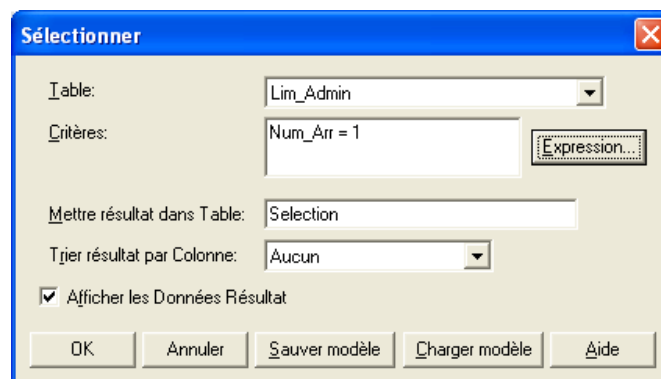 Sélectionner
Table: Lim_Admin
Critères: Num_Arr = 1
Expression...
Mettre résultat dans Table: Selection
Trier résultat par Colonne: Aucun
Afficher les Données Résultat
OK Annuler Sauver modèle Charger modèle Aide